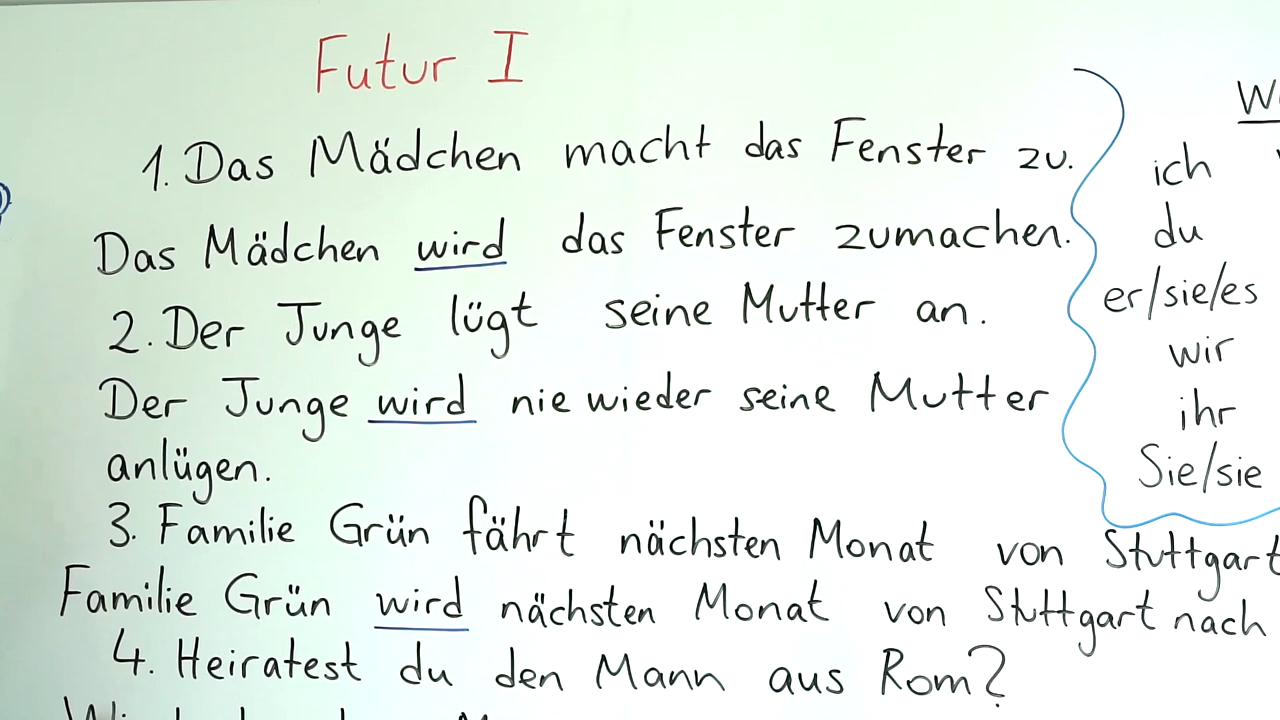 Futur I
1. Das Mädchen macht das Fenster zu.
Das Mädchen wird das Fenster zumachen.
2. Der Junge lügt seine Mutter an.
Der Junge wird nie wieder seine Mutter
anlügen.
3. Familie Grün fährt nächsten Monat von Stuttgart
Familie Grün wird nächsten Monat von Stuttgart nach
4. Heiratest du den Mann aus Rom?
ich
du
er/sie/es
wir
ihr
Sie/sie